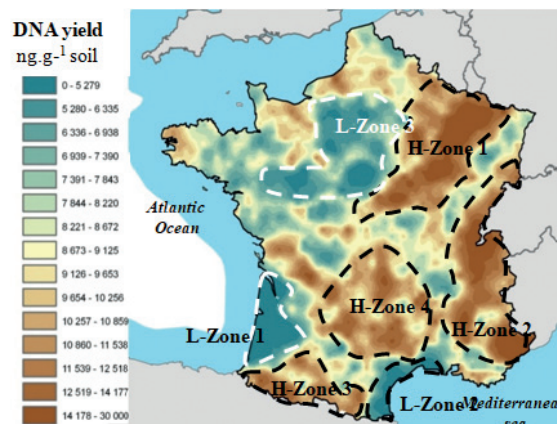 DNA yield
ng.g-1 soil
0 - 5 279
5 280 - 6 335
6 336 - 6 938
6 939 - 7 390
7 391 - 7 843
7 844 - 8 220
8 221 - 8 672
8 673 - 9 125
9 126 - 9 653
9 654 - 10 256
10 257 - 10 859
10 860 - 11 538
11 539 - 12 518
12 519 - 14 177
14 178 - 30 000
L-Zone 3
H-Zone 1
Atlantic
Ocean
H-Zone 4
L-Zone 1
H-Zone 2
H-Zone 3
L-Zone 2
Mediterranean